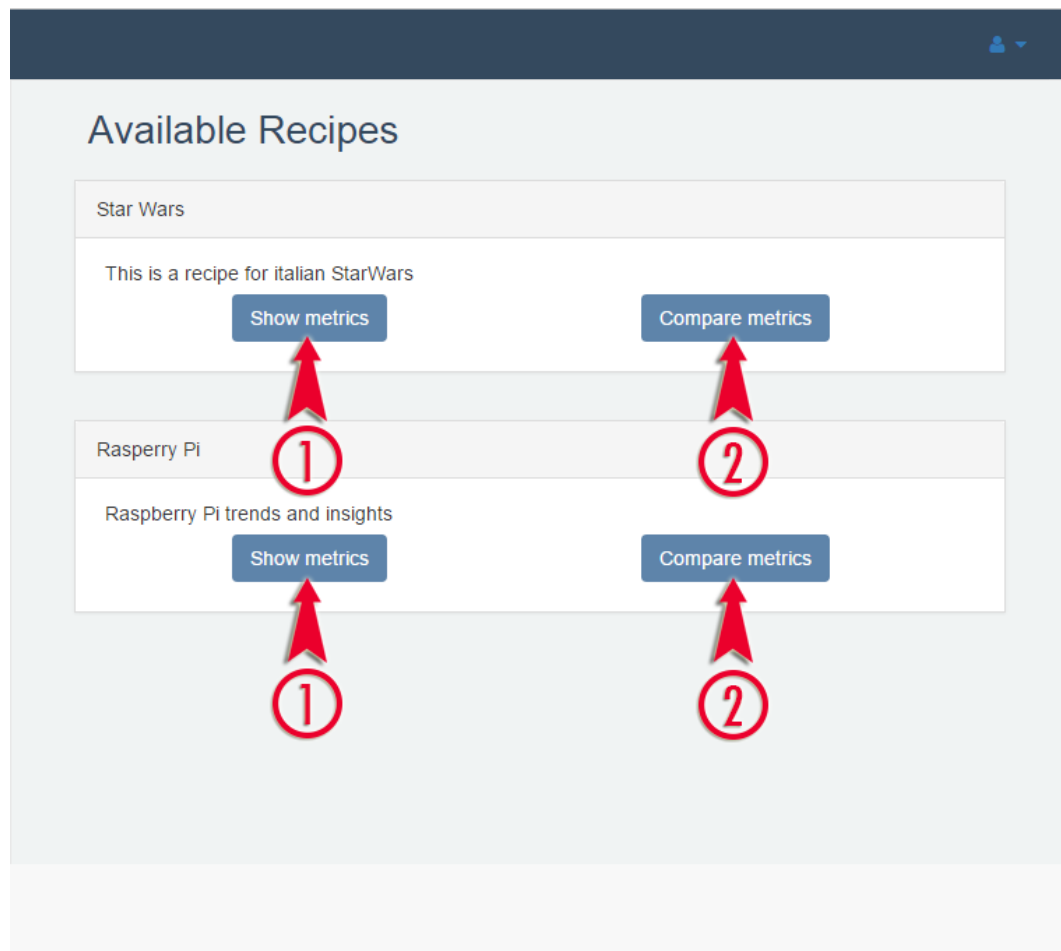 Available Recipes
Star Wars
This is a recipe for italian StarWars
Show metrics
Compare metrics
1
2
Rasperry Pi
Raspberry Pi trends and insights
Show metrics
Compare metrics
1
2